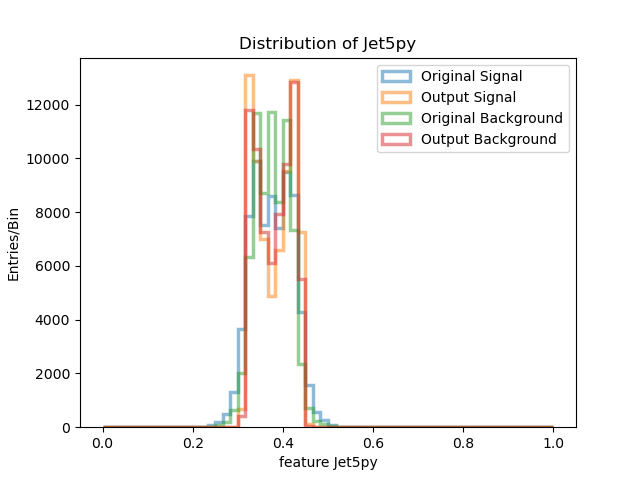 Distribution of Jet5py
Original Signal
Output Signal
Original Background
Output Background
Entries/Bin
12000
10000
8000
6000
4000
2000
0
0.0 0.2 0.4 0.6 0.8 1.0
feature Jet5py